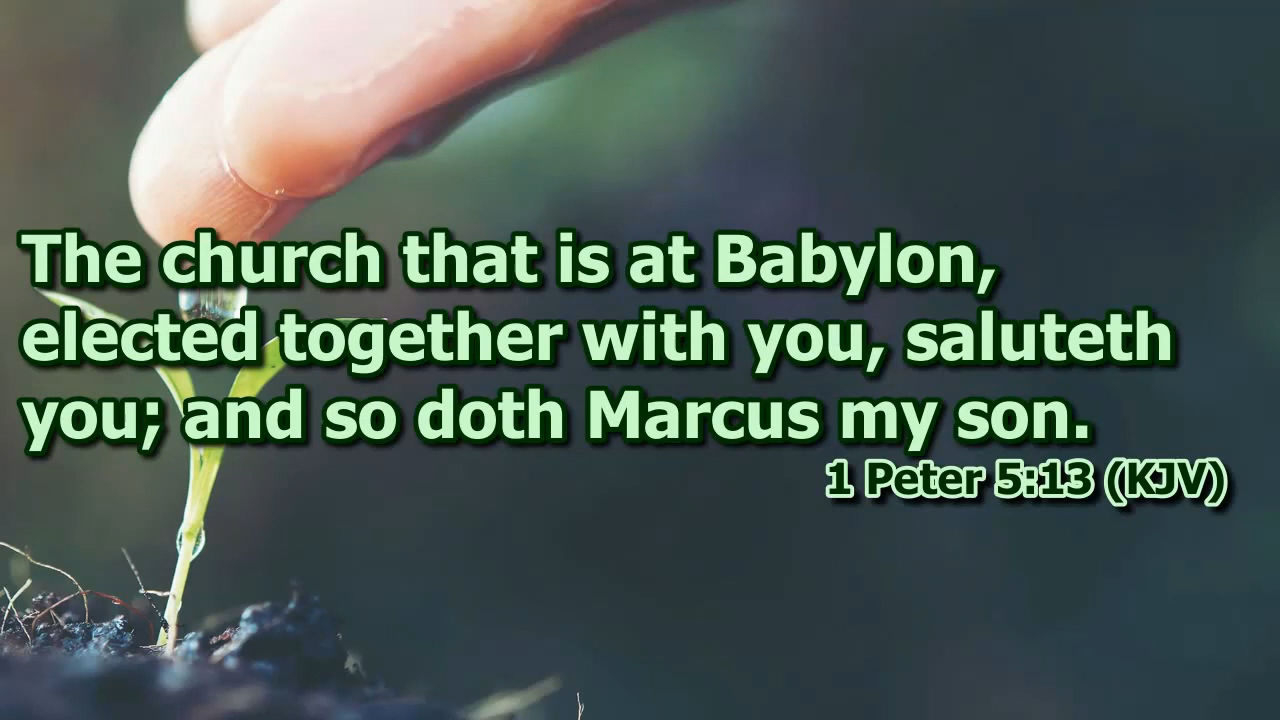 The church that is at Babylon,
elected together with you, saluteth
you; and so doth Marcus my son.
1 Peter 5:13 (KJV)